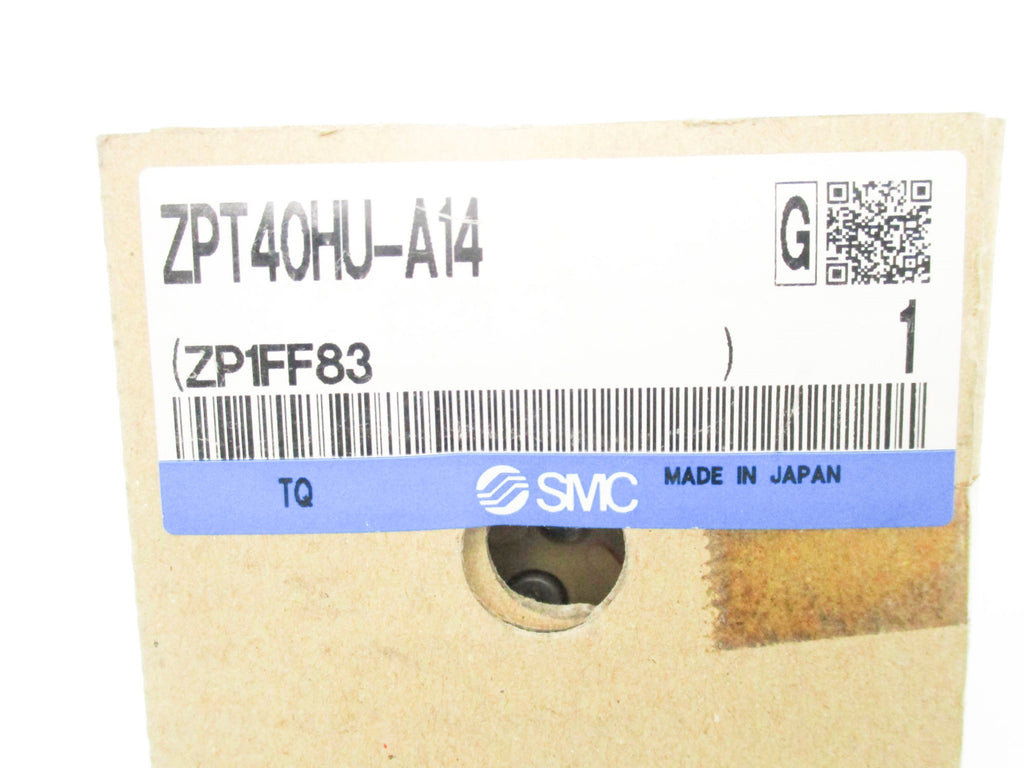 ZPT40HU-A14
G
(ZP1FF83 )
1
TQ
SMC
MADE IN JAPAN